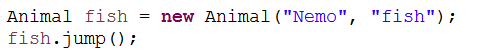 Animal fish = new Animal("Nemo", "fish");
fish.jump();